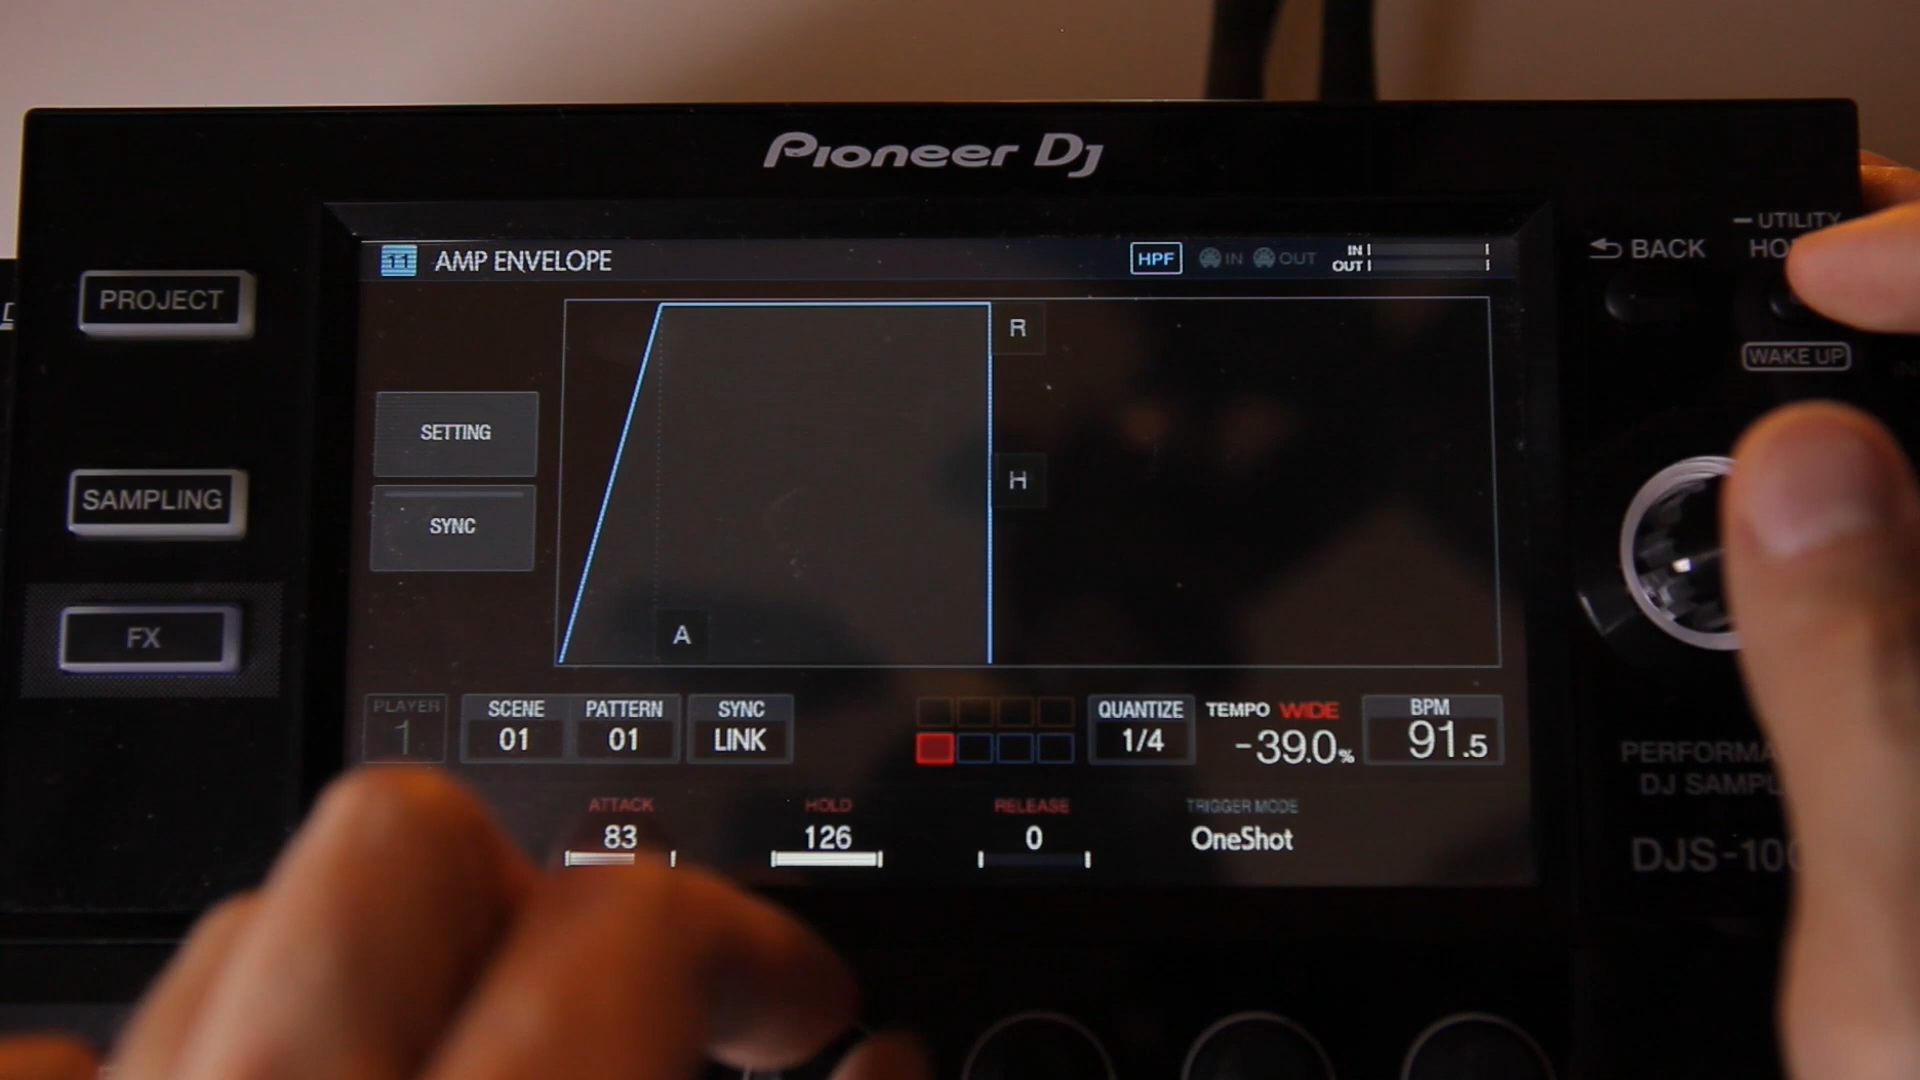 Pioneer DJ
UTILITY
BACK
WAKE UP
PROJECT
SAMPLING
FX
AMP ENVELOPE
HPF
IN
OUT
IN
OUT
SETTING
SYNC
R
H
A
PLAYER
1
SCENE
01
PATTERN
01
SYNC
LINK
QUANTIZE
1/4
TEMPO WIDE
-39.0%
BPM
91.5
ATTACK
83
HOLD
126
RELEASE
0
TRIGGER MODE
OneShot
DJ